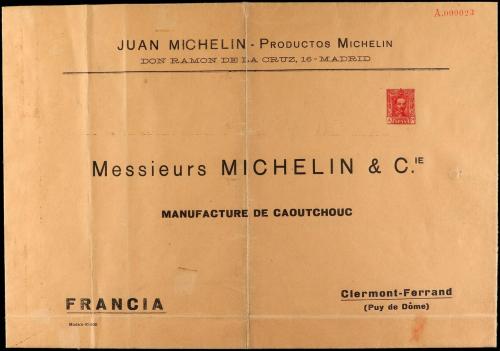 A.000023
JUAN MICHELIN - PRODUCTOS MICHELIN
DON RAMON DE LA CRUZ, 16 - MADRID
ESPAÑA
Messieurs MICHELIN & C.IE
MANUFACTURE DE CAOUTCHOUC
FRANCIA
Clermont-Ferrand
(Puy de Dôme)